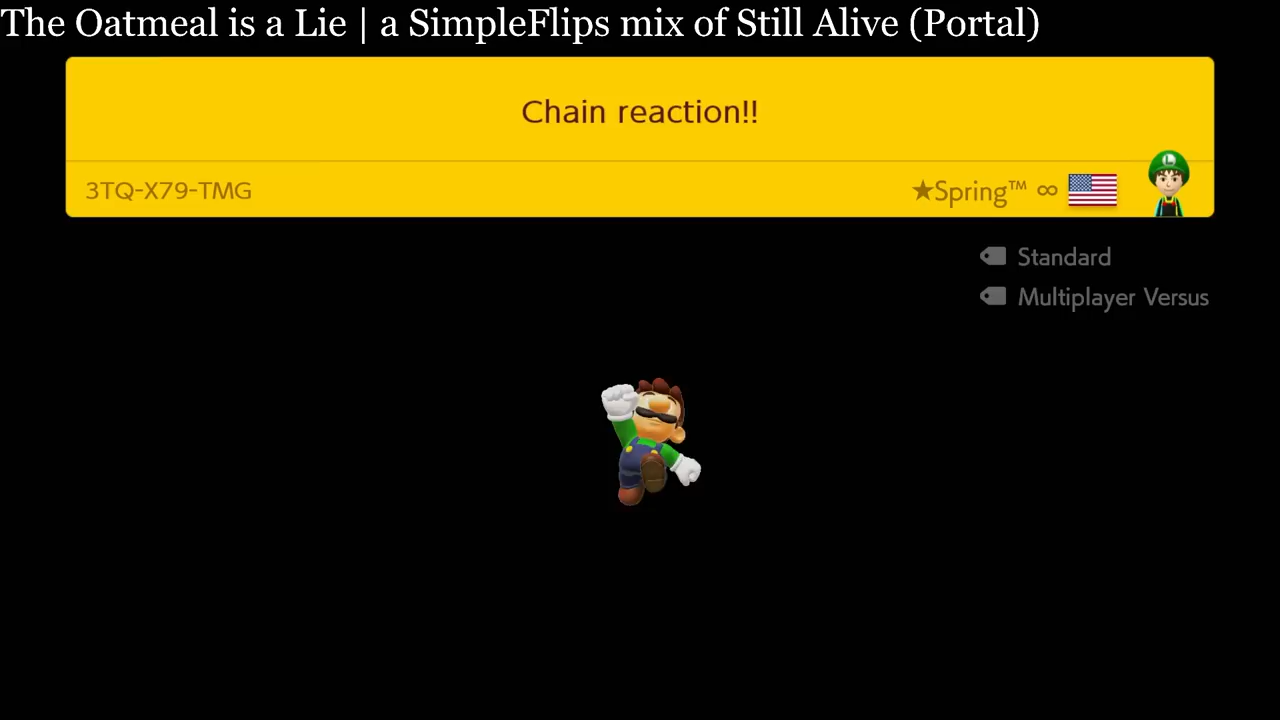 The Oatmeal is a Lie | a SimpleFlips mix of Still Alive (Portal)
Chain reaction!!
3TQ-X79-TMG
★Spring™ ∞
L
Standard
Multiplayer Versus